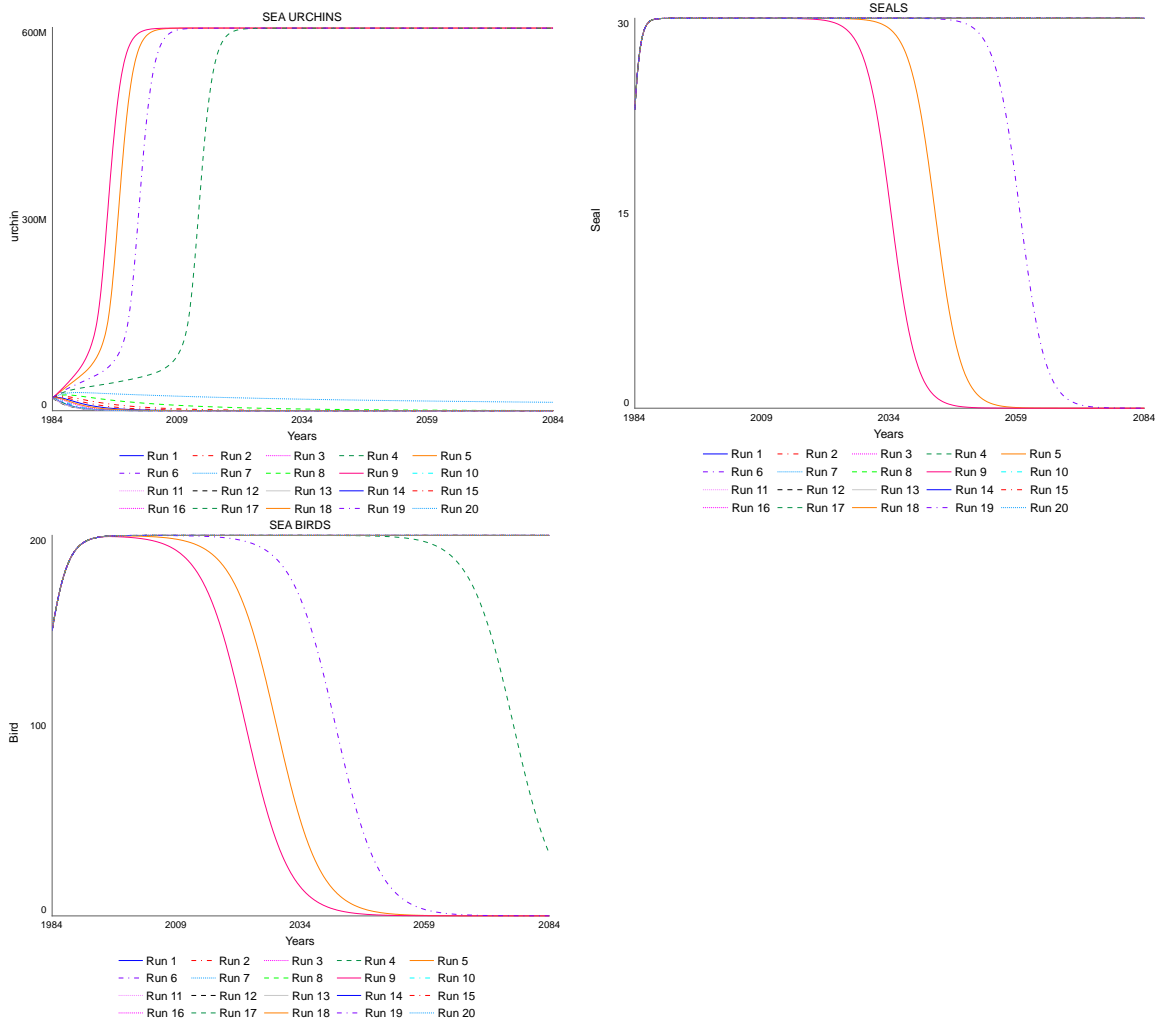 SEA URCHINS
600M
300M
0
urchin
1984 2009 2034 2059 2084
Years
Run 1 Run 2 Run 3 Run 4 Run 5
Run 6 Run 7 Run 8 Run 9 Run 10
Run 11 Run 12 Run 13 Run 14 Run 15
Run 16 Run 17 Run 18 Run 19 Run 20
SEALS
30
15
0
Seal
1984 2009 2034 2059 2084
Years
Run 1 Run 2 Run 3 Run 4 Run 5
Run 6 Run 7 Run 8 Run 9 Run 10
Run 11 Run 12 Run 13 Run 14 Run 15
Run 16 Run 17 Run 18 Run 19 Run 20
SEA BIRDS
200
100
0
Bird
1984 2009 2034 2059 2084
Years
Run 1 Run 2 Run 3 Run 4 Run 5
Run 6 Run 7 Run 8 Run 9 Run 10
Run 11 Run 12 Run 13 Run 14 Run 15
Run 16 Run 17 Run 18 Run 19 Run 20